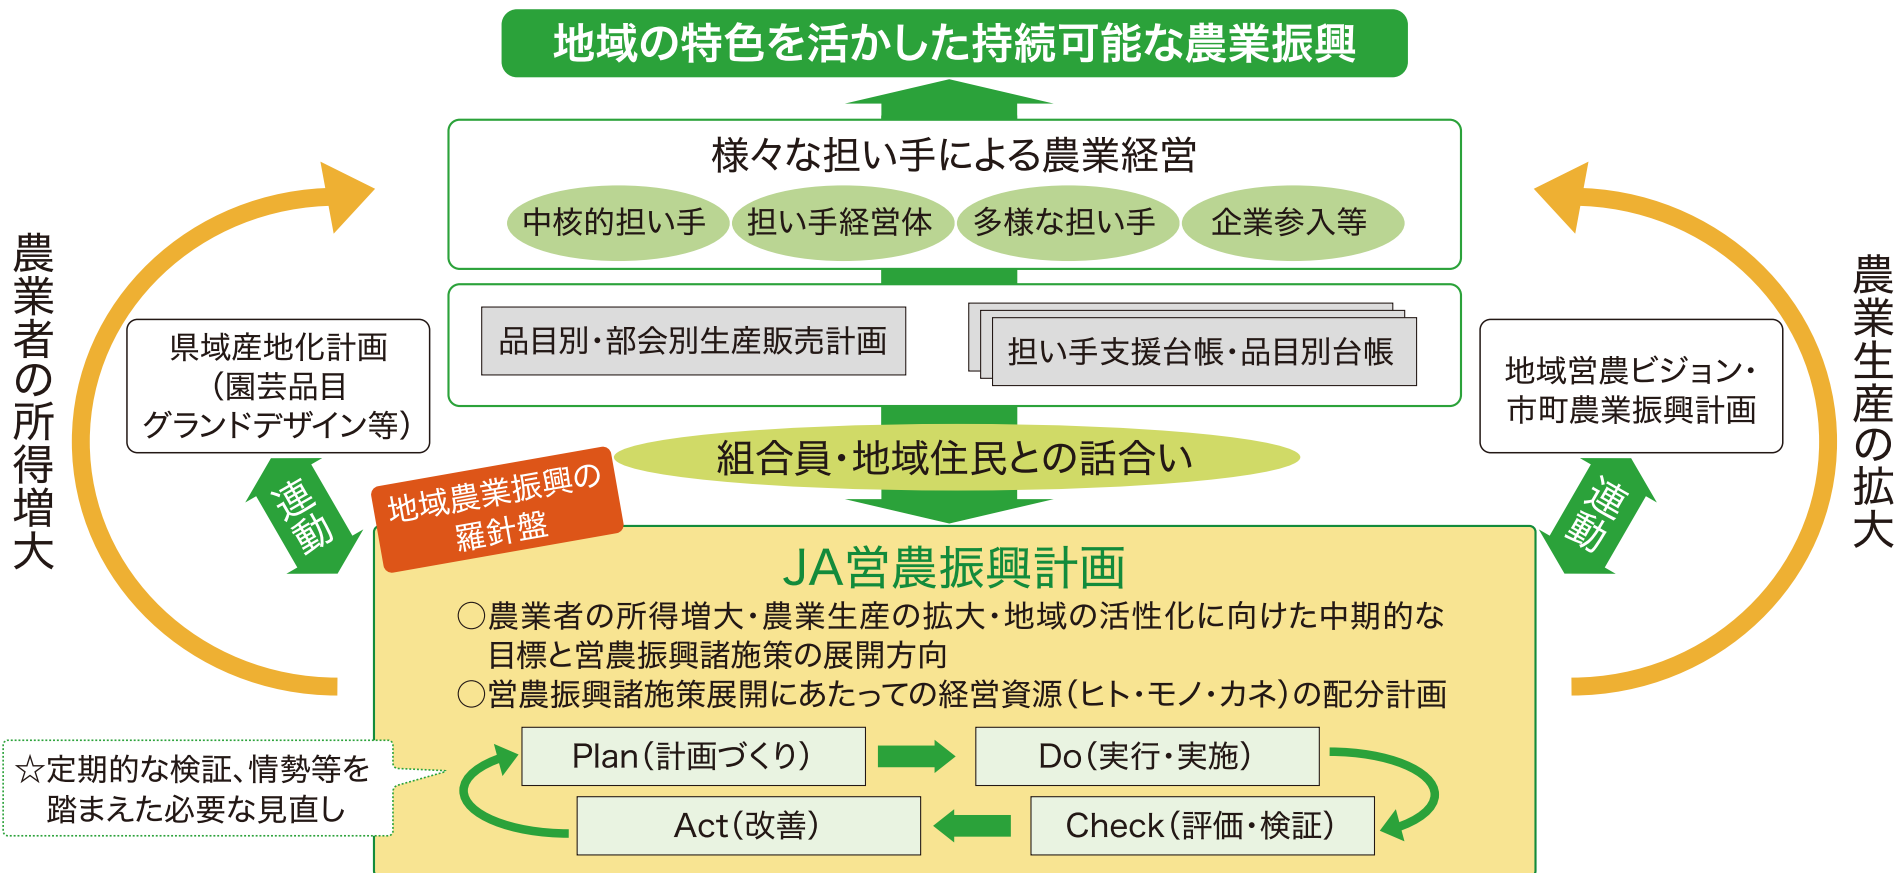 地域の特色を活かした持続可能な農業振興
様々な担い手による農業経営
中核的担い手
担い手経営体
多様な担い手
企業参入等
品目別・部会別生産販売計画
担い手支援台帳・品目別台帳
農業者の所得増大
県域産地化計画
（園芸品目
グランドデザイン等）
連動
農業生産の拡大
地域営農ビジョン・
市町農業振興計画
連動
組合員・地域住民との話合い
地域農業振興の
羅針盤
JA営農振興計画
○農業者の所得増大・農業生産の拡大・地域の活性化に向けた中期的な
目標と営農振興諸施策の展開方向
○営農振興諸施策展開にあたっての経営資源（ヒト・モノ・カネ）の配分計画
Plan（計画づくり）
Do（実行・実施）
Act（改善）
Check（評価・検証）
☆定期的な検証、情勢等を
踏まえた必要な見直し